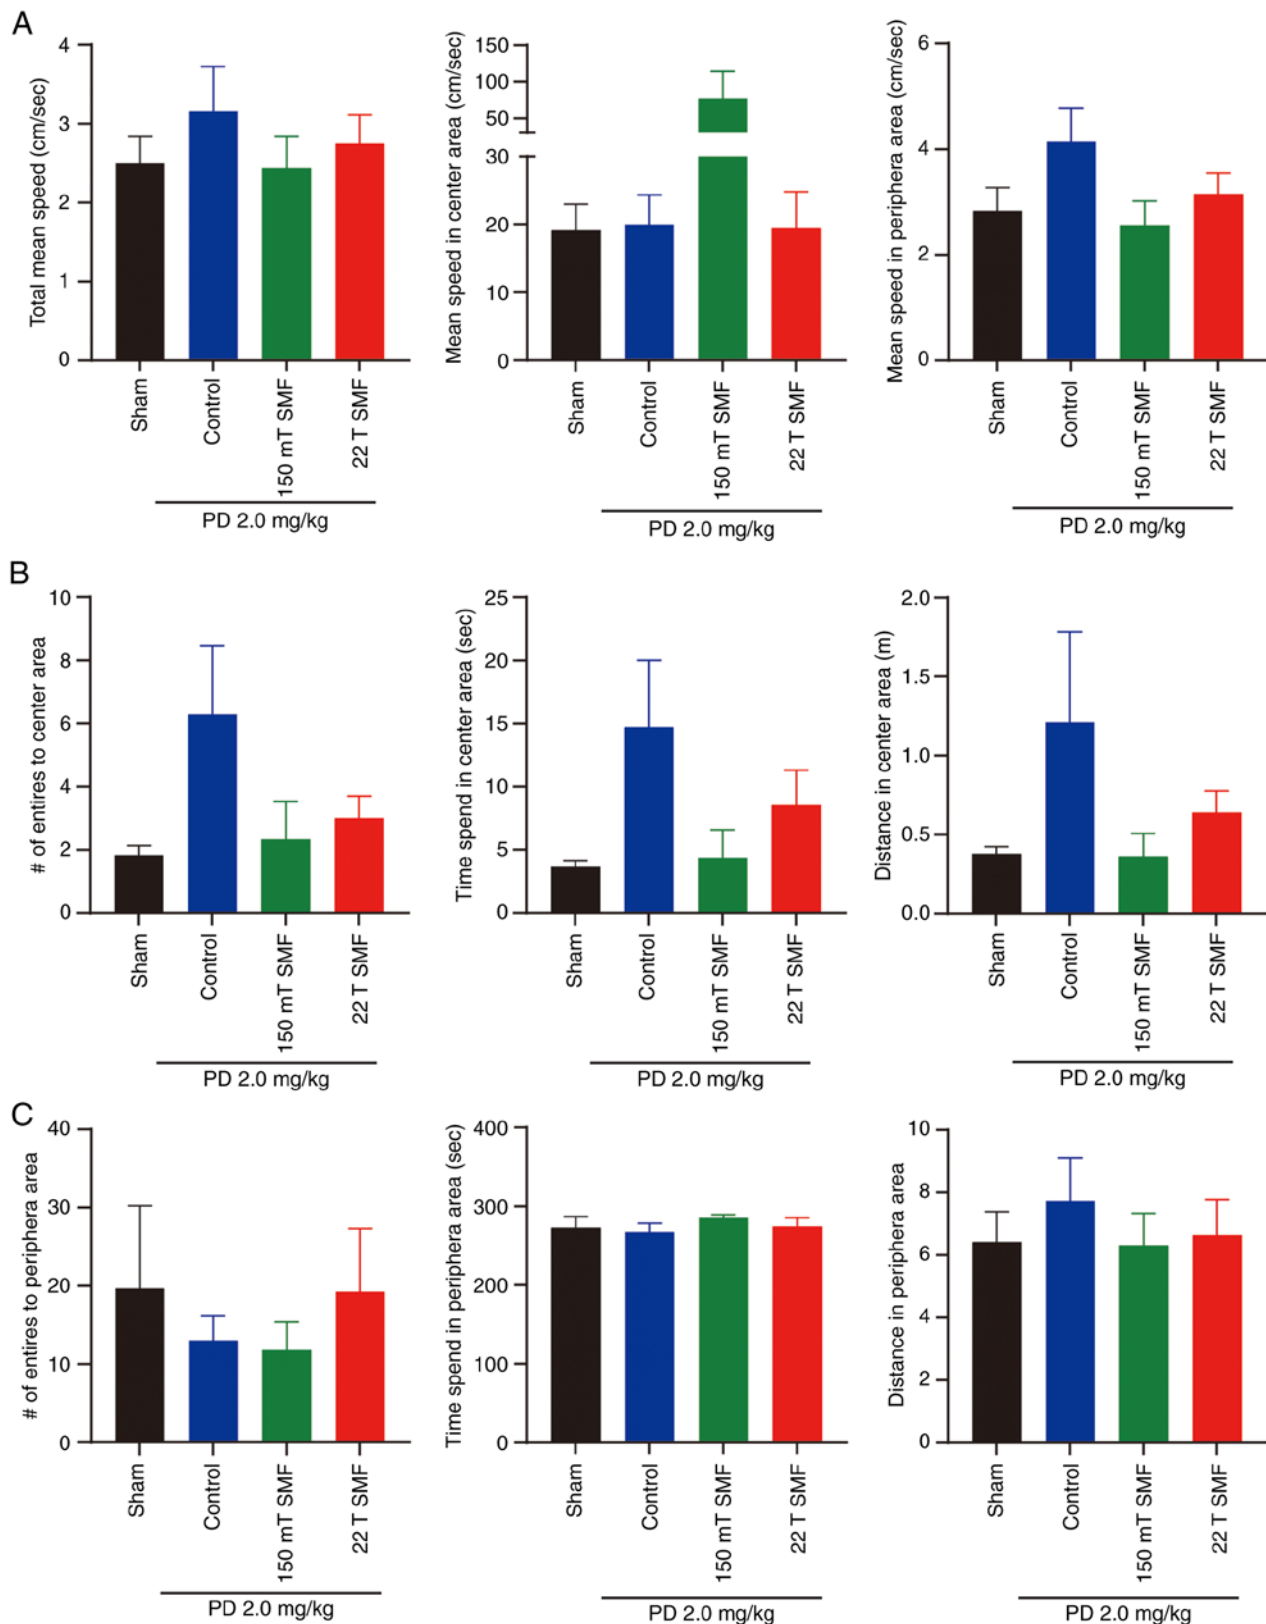 A
Total mean speed (cm/sec)
4
3
2
1
0
Sham
Control
150 mT SMF
22 T SMF
PD 2.0 mg/kg
Mean speed in center area (cm/sec)
150
100
50
30
20
10
0
Sham
Control
150 mT SMF
22 T SMF
PD 2.0 mg/kg
Mean speed in periphera area (cm/sec)
6
4
2
0
Sham
Control
150 mT SMF
22 T SMF
PD 2.0 mg/kg
B
# of entires to center area
10
8
6
4
2
0
Sham
Control
150 mT SMF
22 T SMF
PD 2.0 mg/kg
Time spend in center area (sec)
25
20
15
10
5
0
Sham
Control
150 mT SMF
22 T SMF
PD 2.0 mg/kg
Distance in center area (m)
2.0
1.5
1.0
0.5
0.0
Sham
Control
150 mT SMF
22 T SMF
PD 2.0 mg/kg
C
# of entires to periphera area
40
30
20
10
0
Sham
Control
150 mT SMF
22 T SMF
PD 2.0 mg/kg
Time spend in periphera area (sec)
400
300
200
100
0
Sham
Control
150 mT SMF
22 T SMF
PD 2.0 mg/kg
Distance in periphera area
10
8
6
4
2
0
Sham
Control
150 mT SMF
22 T SMF
PD 2.0 mg/kg